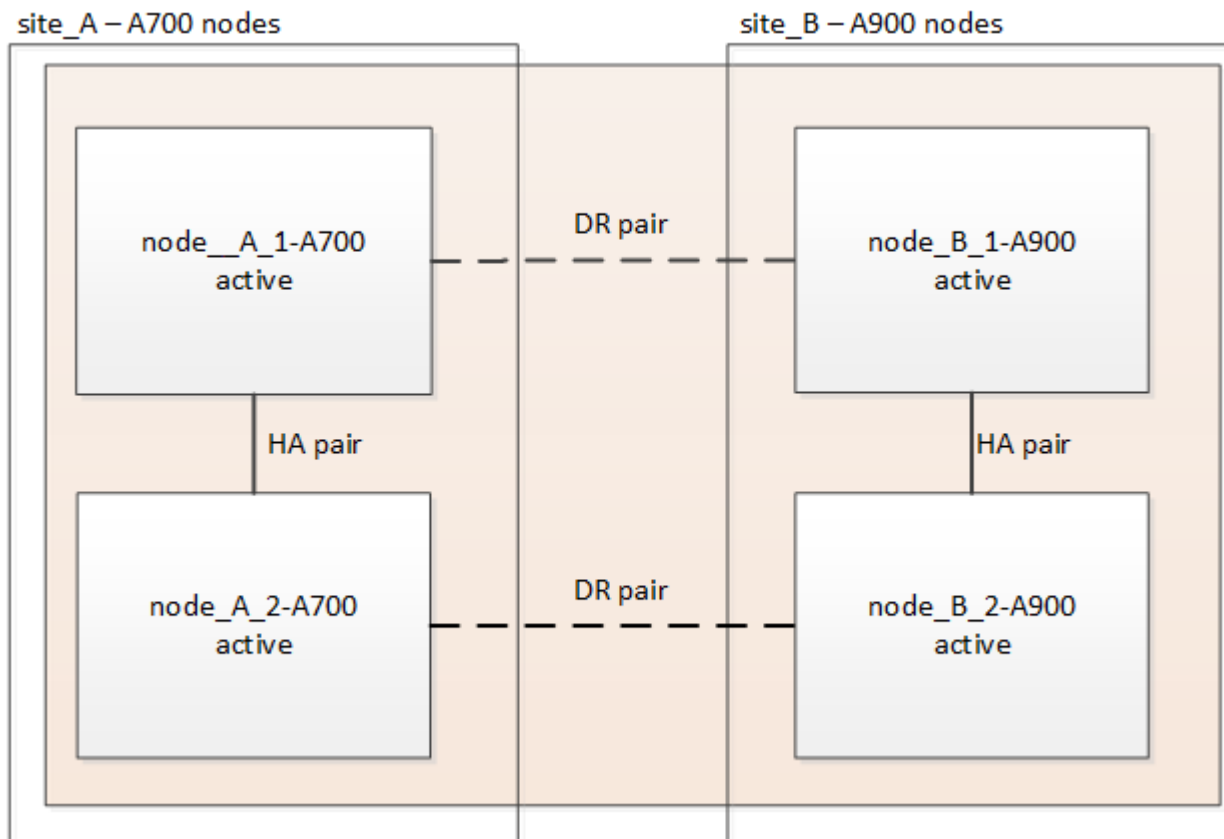 site_A – A700 nodes
site_B – A900 nodes
node__A_1-A700
active
DR pair
node_B_1-A900
active
HA pair
HA pair
node_A_2-A700
active
DR pair
node_B_2-A900
active